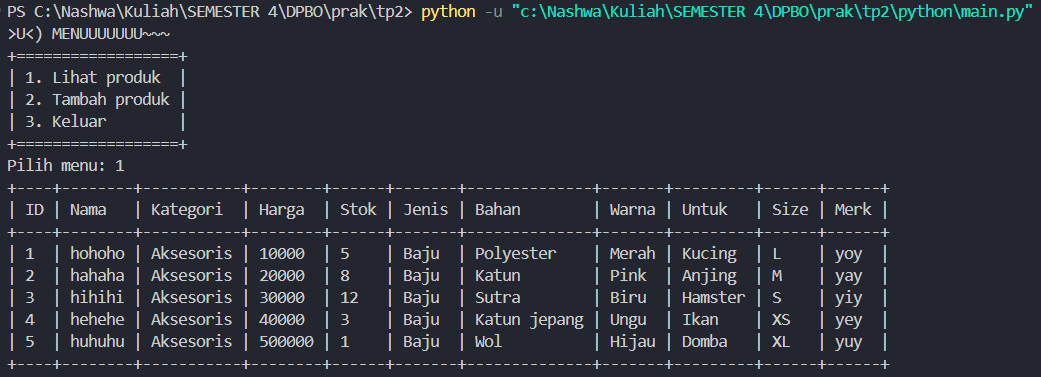 PS C:\Nashwa\Kuliah\SEMESTER 4\DPBO\prak\tp2> python -u "c:\Nashwa\Kuliah\SEMESTER 4\DPBO\prak\tp2\python\main.py"
>U<) MENUUUUUUU~~~
+==================+
| 1. Lihat produk  |
| 2. Tambah produk |
| 3. Keluar        |
+==================+
Pilih menu: 1
+----+--------+-----------+--------+------+-------+--------------+-------+---------+------+------+
| ID | Nama   | Kategori  | Harga  | Stok | Jenis | Bahan        | Warna | Untuk   | Size | Merk |
+----+--------+-----------+--------+------+-------+--------------+-------+---------+------+------+
| 1  | hohoho | Aksesoris | 10000  | 5    | Baju  | Polyester    | Merah | Kucing  | L    | yoy  |
| 2  | hahaha | Aksesoris | 20000  | 8    | Baju  | Katun        | Pink  | Anjing  | M    | yay  |
| 3  | hihihi | Aksesoris | 30000  | 12   | Baju  | Sutra        | Biru  | Hamster | S    | yiy  |
| 4  | hehehe | Aksesoris | 40000  | 3    | Baju  | Katun jepang | Ungu  | Ikan    | XS   | yey  |
| 5  | huhuhu | Aksesoris | 500000 | 1    | Baju  | Wol          | Hijau | Domba   | XL   | yuy  |
+----+--------+-----------+--------+------+-------+--------------+-------+---------+------+------+